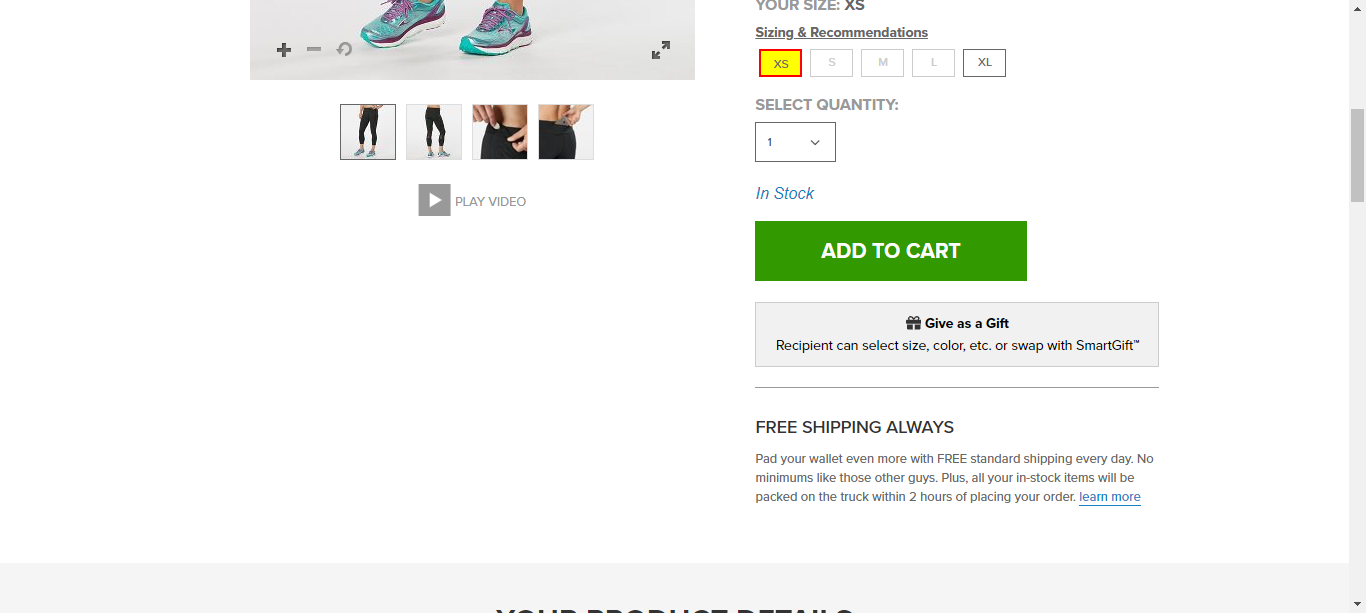 YOUR SIZE: XS
Sizing & Recommendations
XS S M L XL
SELECT QUANTITY:
1
In Stock
ADD TO CART
Give as a Gift
Recipient can select size, color, etc. or swap with SmartGift™
FREE SHIPPING ALWAYS
Pad your wallet even more with FREE standard shipping every day. No
minimums like those other guys. Plus, all your in-stock items will be
packed on the truck within 2 hours of placing your order. learn more
PLAY VIDEO
YOUR PRODUCT DETAILS